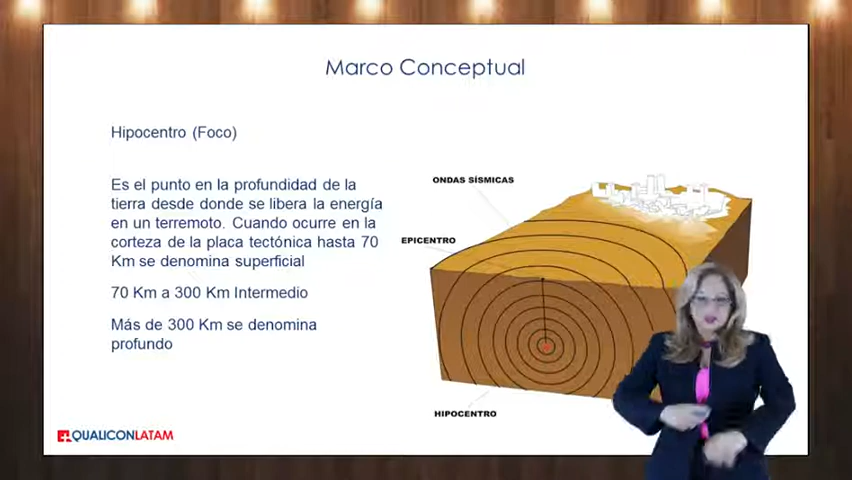 Marco Conceptual
Hipocentro (Foco)
Es el punto en la profundidad de la
tierra desde donde se libera la energía
en un terremoto. Cuando ocurre en la
corteza de la placa tectónica hasta 70
Km se denomina superficial
70 Km a 300 Km Intermedio
Más de 300 Km se denomina
profundo
ONDAS SÍSMICAS
EPICENTRO
HIPOCENTRO
QUALICONLATAM